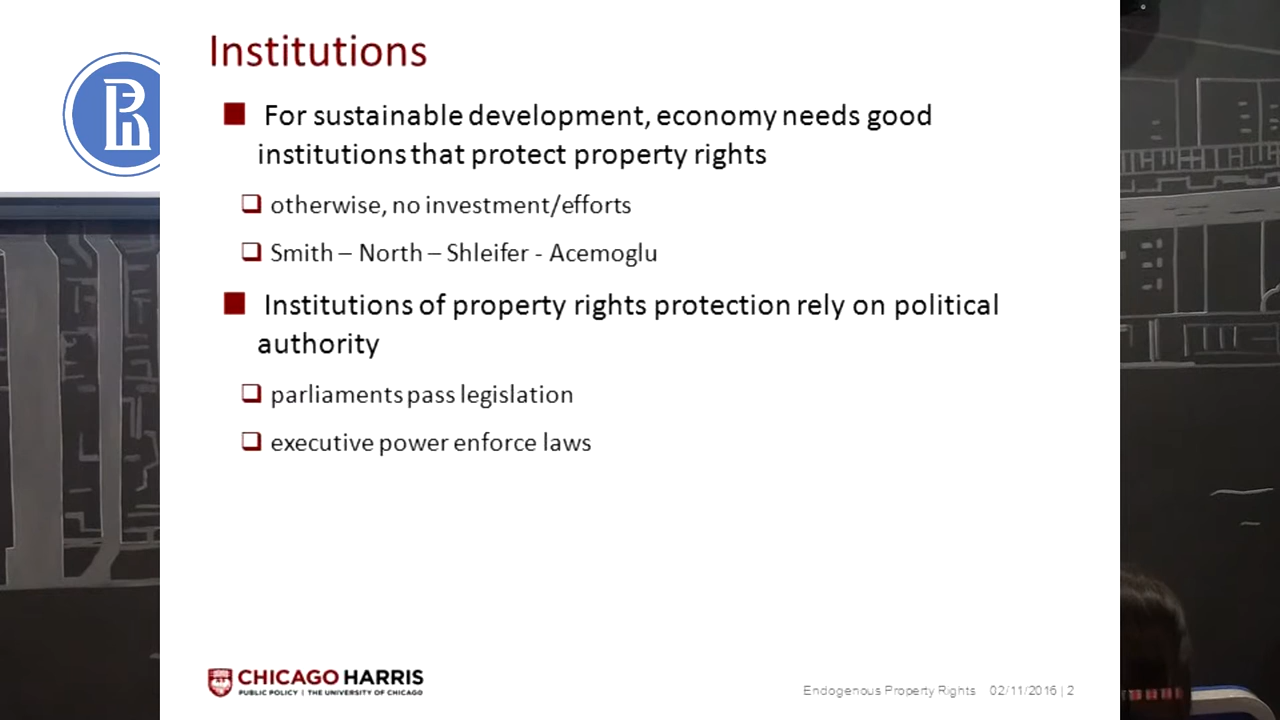 Institutions
For sustainable development, economy needs good
institutions that protect property rights
otherwise, no investment/efforts
Smith – North – Shleifer - Acemoglu
Institutions of property rights protection rely on political
authority
parliaments pass legislation
executive power enforce laws
CHICAGO HARRIS
PUBLIC POLICY | THE UNIVERSITY OF CHICAGO
Endogenous Property Rights 02/11/2016 | 2